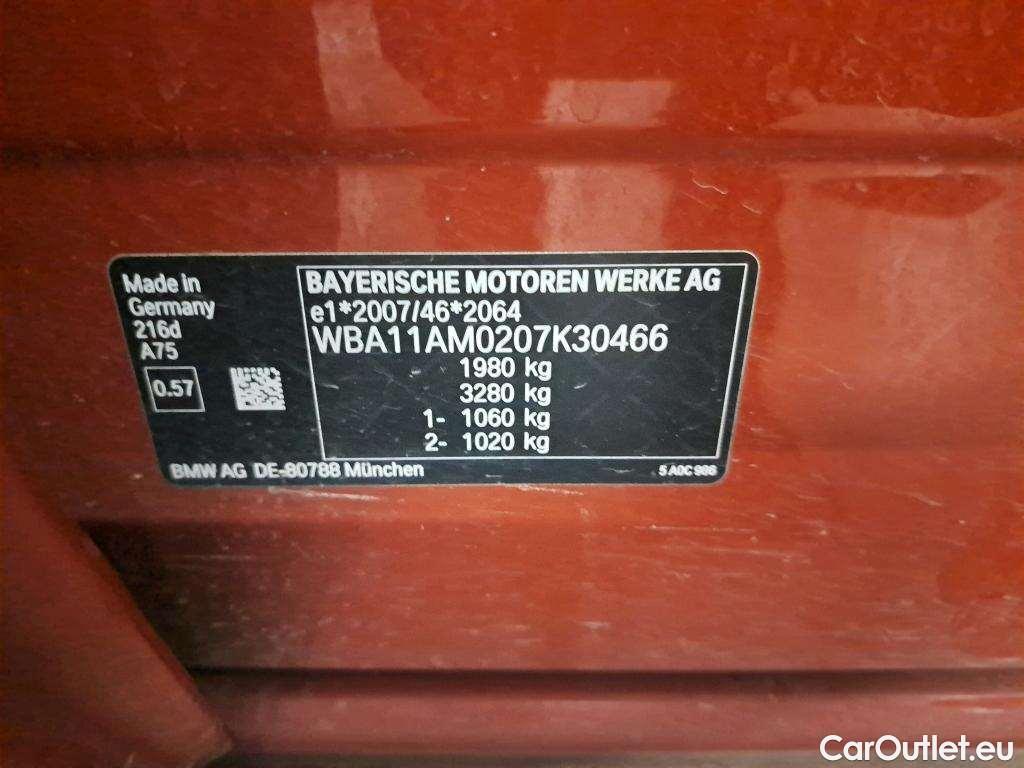 Made in
Germany
216d
A75
0.57
BAYERISCHE MOTOREN WERKE AG
e1*2007/46*2064
WBA11AM0207K30466
1980 kg
3280 kg
1- 1060 kg
2- 1020 kg
BMW AG DE-80788 München
5 A0C 986
CarOutlet.eu